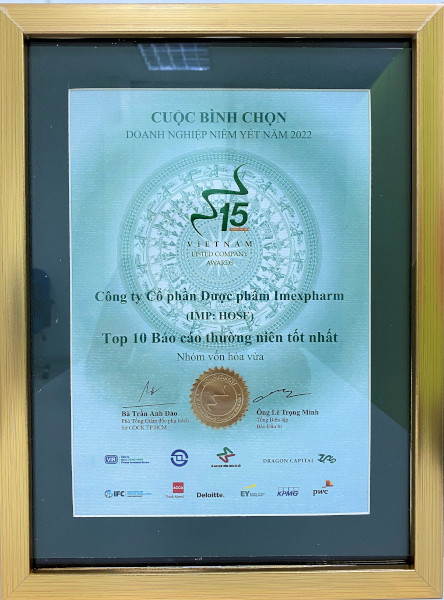 CUỘC BÌNH CHỌN
DOANH NGHIỆP NIÊM YẾT NĂM 2022
15
VIETNAM
LISTED COMPANY
AWARDS
Công ty Cổ phần Dược phẩm Imexpharm
(IMP: HOSE)
Top 10 Báo cáo thường niên tốt nhất
Nhóm vốn hóa vừa
Bà Trần Anh Đào
Phó Tổng Giám đốc phụ trách
Sở GDCK TP.HCM
Ông Lê Trọng Minh
Tổng Biên tập
Báo Đầu tư
DRAGON CAPITAL
IFC
ACCA
Think Ahead
Deloitte.
EY
KPMG
pwc